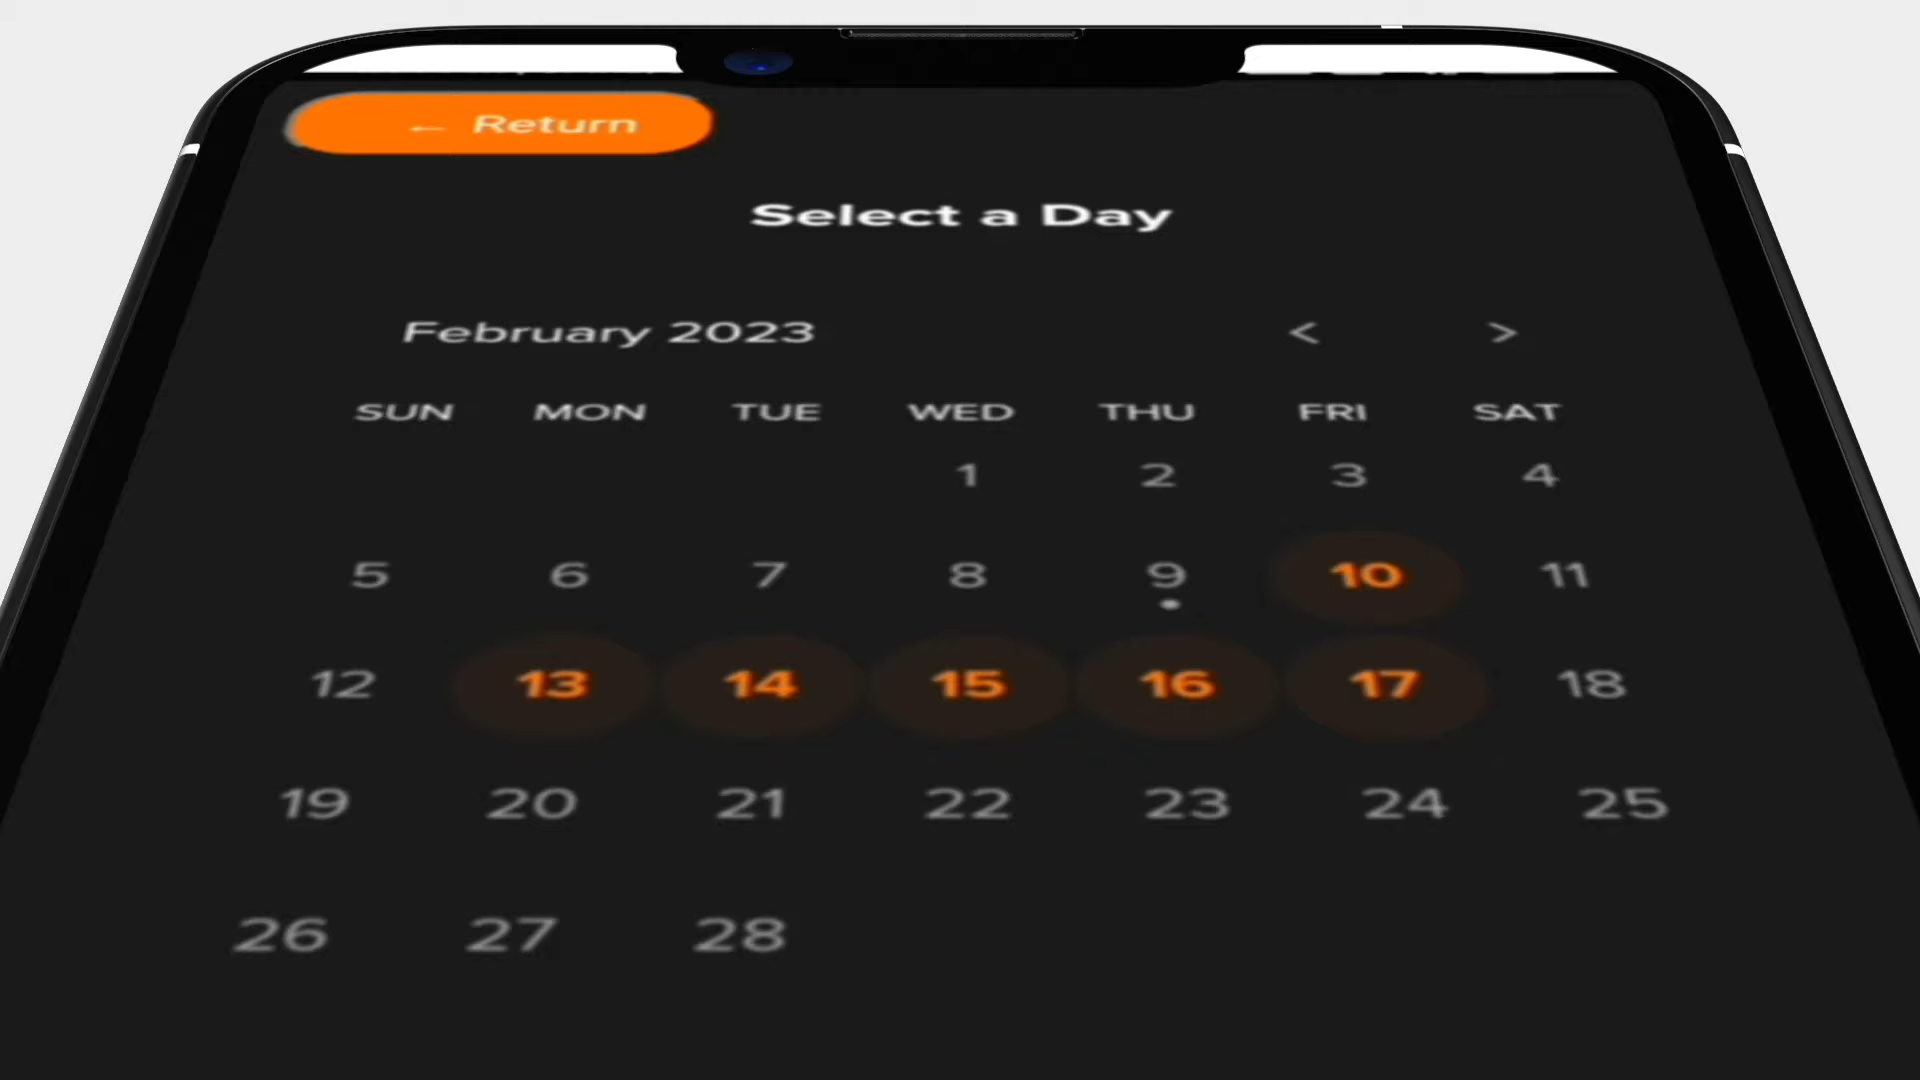 ← Return
Select a Day
February 2023 < >
SUN MON TUE WED THU FRI SAT
1 2 3 4
5 6 7 8 9 10 11
12 13 14 15 16 17 18
19 20 21 22 23 24 25
26 27 28